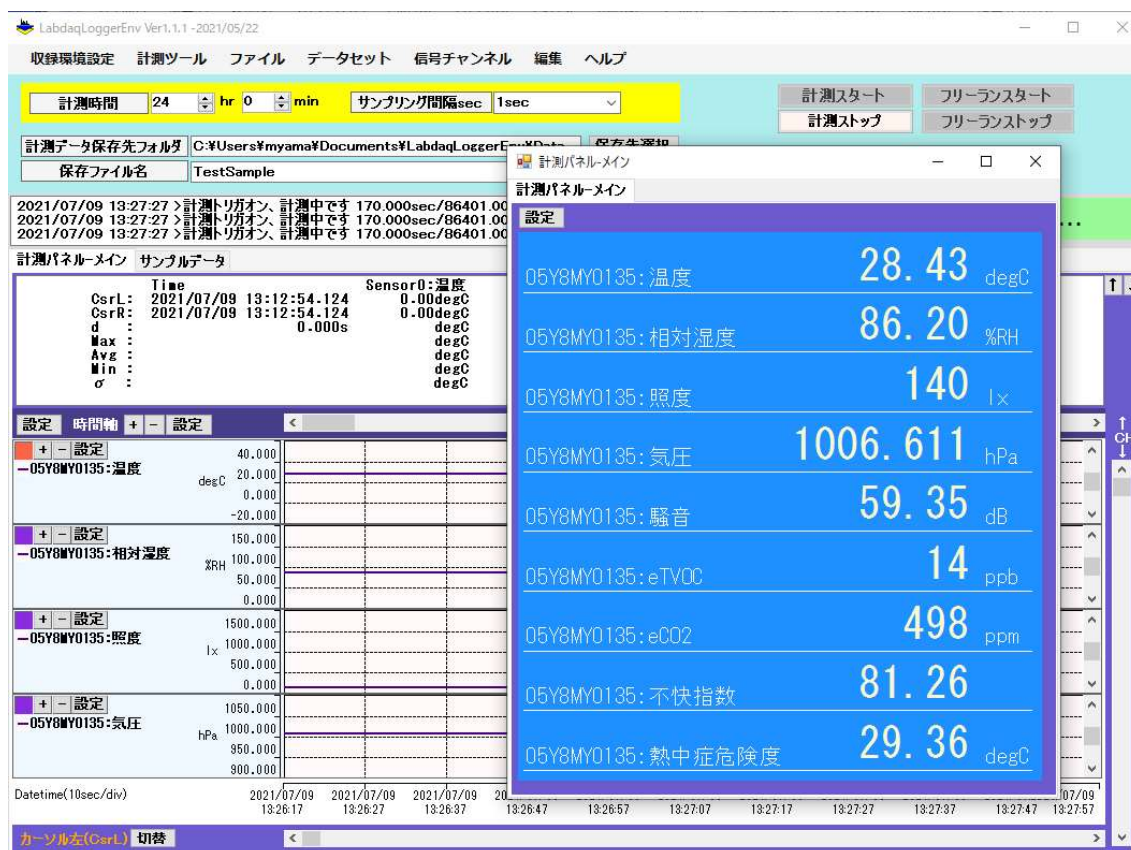 LabdaqLoggerEnv Ver1.1.1 -2021/05/22
収録環境設定 計測ツール ファイル データセット 信号チャンネル 編集 ヘルプ
計測時間 24 hr 0 min サンプリング間隔sec 1sec
計測スタート フリーランスタート
計測ストップ フリーランストップ
計測データ保存先フォルダ C:¥Users¥myama¥Documents¥LabdaqLoggerEnv¥Data 保存先選択
保存ファイル名 TestSample
2021/07/09 13:27:27 >計測トリガオン、計測中です 170.000sec/86401.00
2021/07/09 13:27:27 >計測トリガオン、計測中です 170.000sec/86401.00
2021/07/09 13:27:27 >計測トリガオン、計測中です 170.000sec/86401.00
...
計測パネル-メイン サンプルデータ
Time Sensor0:温度
CsrL: 2021/07/09 13:12:54.124 0.00degC
CsrR: 2021/07/09 13:12:54.124 0.00degC
d : 0.000s degC
Max : degC
Avg : degC
Min : degC
σ : degC
設定 時間軸 + - 設定
↑
CH
↓
+ - 設定
05Y8MY0135:温度
degC
40.000
20.000
0.000
-20.000
+ - 設定
05Y8MY0135:相対湿度
%RH
150.000
100.000
50.000
0.000
+ - 設定
05Y8MY0135:照度
lx
1500.000
1000.000
500.000
0.000
+ - 設定
05Y8MY0135:気圧
hPa
1050.000
1000.000
950.000
900.000
Datetime(10sec/div)
2021/07/09 2021/07/09 2021/07/09 07/09
13:26:17 13:26:27 13:26:37 13:26:47 13:26:57 13:27:07 13:27:17 13:27:27 13:27:37 13:27:47 13:27:57
カーソル左(CsrL) 切替
計測パネル-メイン
計測パネル-メイン
設定
05Y8MY0135:温度 28.43 degC
05Y8MY0135:相対湿度 86.20 %RH
05Y8MY0135:照度 140 lx
05Y8MY0135:気圧 1006.611 hPa
05Y8MY0135:騒音 59.35 dB
05Y8MY0135:eTVOC 14 ppb
05Y8MY0135:eCO2 498 ppm
05Y8MY0135:不快指数 81.26
05Y8MY0135:熱中症危険度 29.36 degC